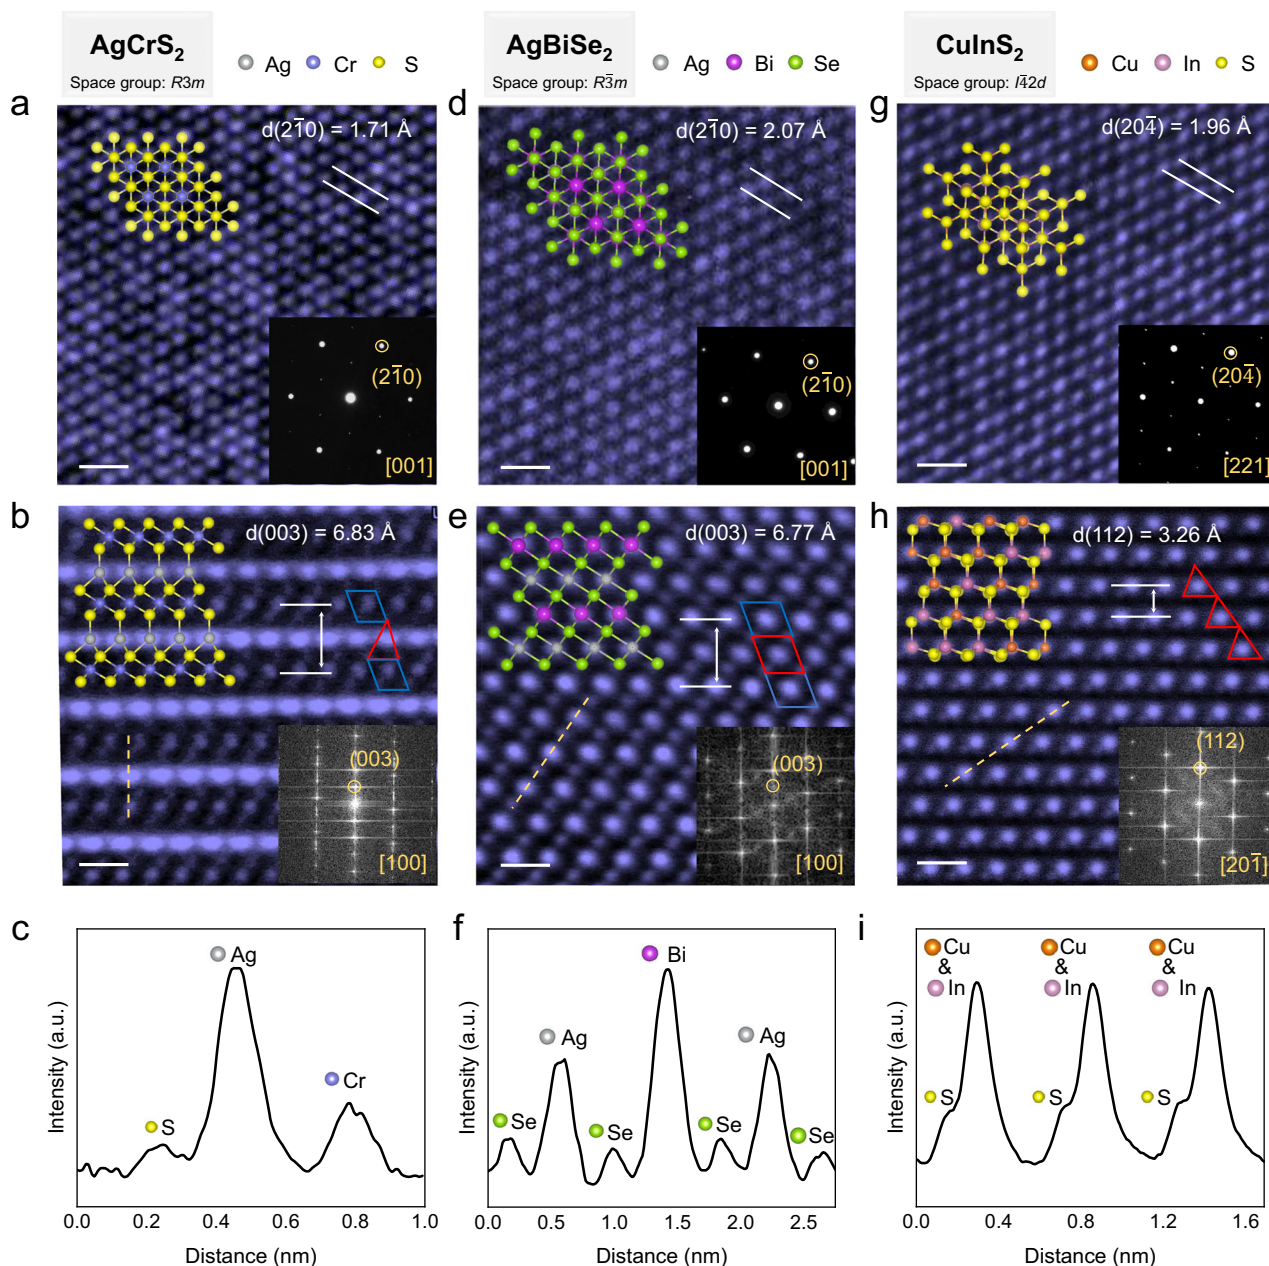 AgCrS₂
Space group: R3m
Ag Cr S
AgBiSe₂
Space group: R3̄m
Ag Bi Se
CuInS₂
Space group: I4̄2d
Cu In S
a
d(21̄0) = 1.71 Å
(21̄0)
[001]
d
d(21̄0) = 2.07 Å
(21̄0)
[001]
g
d(204̄) = 1.96 Å
(204̄)
[221]
b
d(003) = 6.83 Å
(003)
[100]
e
d(003) = 6.77 Å
(003)
[100]
h
d(112) = 3.26 Å
(112)
[201̄]
c
Intensity (a.u.)
S
Ag
Cr
0.0 0.2 0.4 0.6 0.8 1.0
Distance (nm)
f
Intensity (a.u.)
Se
Ag
Se
Bi
Se
Ag
Se
0.0 0.5 1.0 1.5 2.0 2.5
Distance (nm)
i
Intensity (a.u.)
Cu
&
In
S
Cu
&
In
S
Cu
&
In
S
0.0 0.4 0.8 1.2 1.6
Distance (nm)